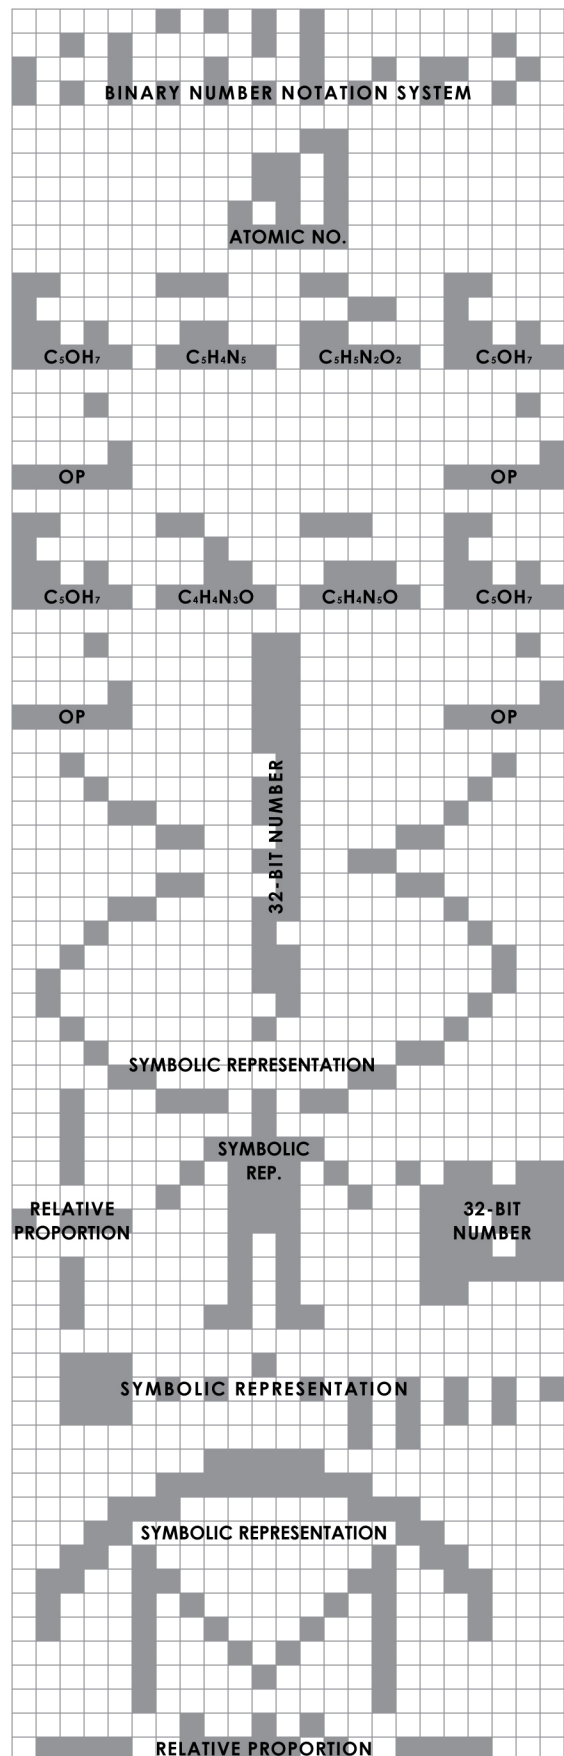 BINARY NUMBER NOTATION SYSTEM
ATOMIC NO.
C₅OH₇ C₅H₄N₅ C₅H₅N₂O₂ C₅OH₇
OP OP
C₅OH₇ C₄H₄N₃O C₅H₄N₅O C₅OH₇
OP OP
32-BIT NUMBER
SYMBOLIC REPRESENTATION
SYMBOLIC
REP.
RELATIVE
PROPORTION
32-BIT
NUMBER
SYMBOLIC REPRESENTATION
SYMBOLIC REPRESENTATION
RELATIVE PROPORTION